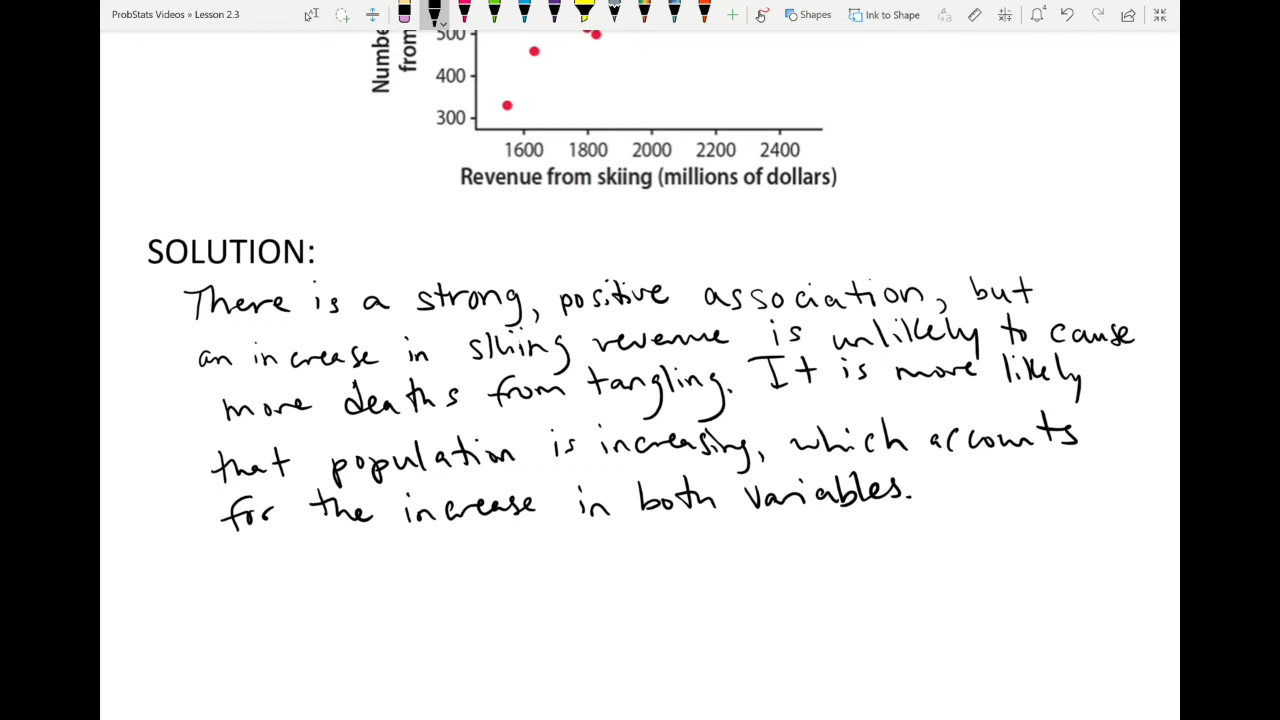 ProbStats Videos » Lesson 2.3
Shapes
Ink to Shape
Numbe
from
500
400
300
1600 1800 2000 2200 2400
Revenue from skiing (millions of dollars)
SOLUTION:
There is a strong, positive association, but
an increase in skiing revenue is unlikely to cause
more deaths from tangling. It is more likely
that population is increasing, which accounts
for the increase in both variables.